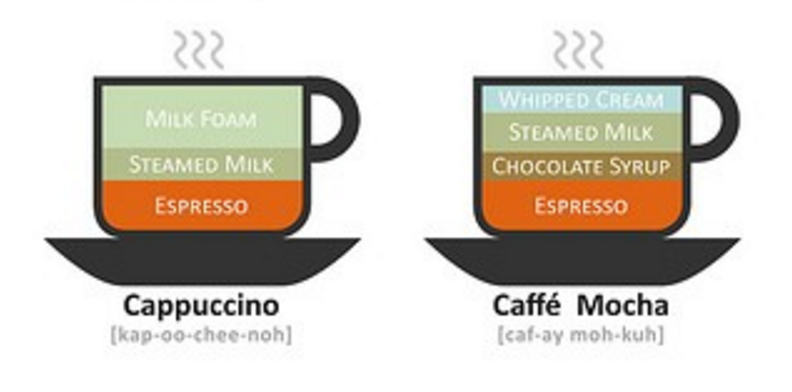 Milk Foam
Steamed Milk
Espresso
Cappuccino
[kap-oo-chee-noh]
Whipped Cream
Steamed Milk
Chocolate Syrup
Espresso
Caffé Mocha
[caf-ay moh-kuh]